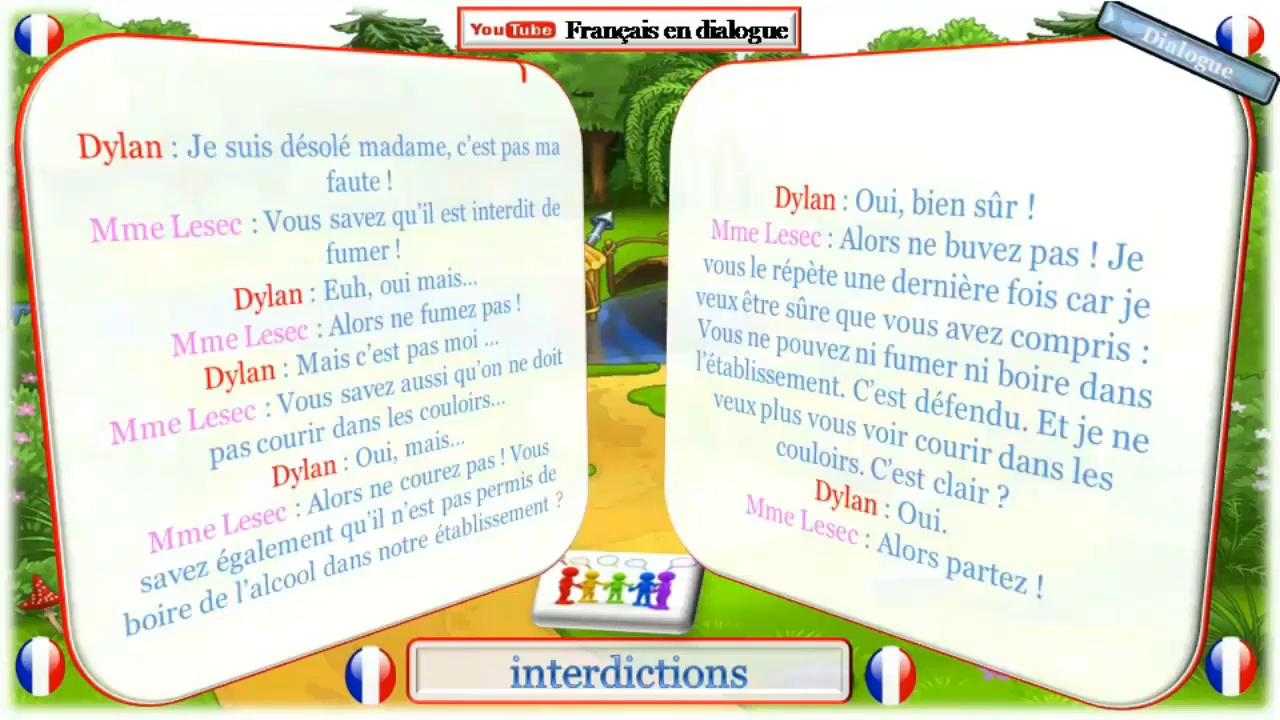 YouTube Français en dialogue
Dialogue
Dylan : Je suis désolé madame, c'est pas ma
faute !
Mme Lesec : Vous savez qu'il est interdit de
fumer !
Dylan : Euh, oui mais...
Mme Lesec : Alors ne fumez pas !
Dylan : Mais c'est pas moi ...
Mme Lesec : Vous savez aussi qu'on ne doit
pas courir dans les couloirs...
Dylan : Oui, mais...
Mme Lesec : Alors ne courez pas ! Vous
savez également qu'il n'est pas permis de
boire de l'alcool dans notre établissement ?
Dylan : Oui, bien sûr !
Mme Lesec : Alors ne buvez pas ! Je
vous le répète une dernière fois car je
veux être sûre que vous avez compris :
Vous ne pouvez ni fumer ni boire dans
l'établissement. C'est défendu. Et je ne
veux plus vous voir courir dans les
couloirs. C'est clair ?
Dylan : Oui.
Mme Lesec : Alors partez !
interdictions